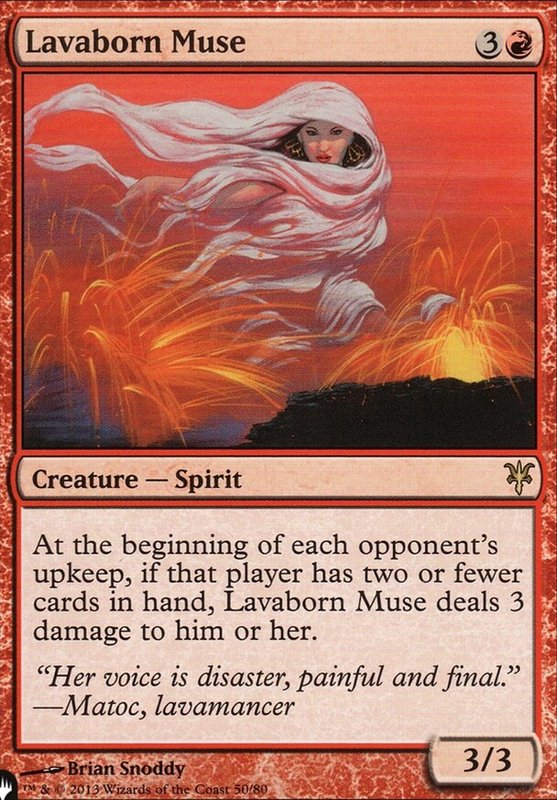 Lavaborn Muse 3
Creature — Spirit
At the beginning of each opponent's
upkeep, if that player has two or fewer
cards in hand, Lavaborn Muse deals 3
damage to him or her.
“Her voice is disaster, painful and final.”
—Matoc, lavamancer
3/3
Brian Snoddy
™ & © 2013 Wizards of the Coast 50/80